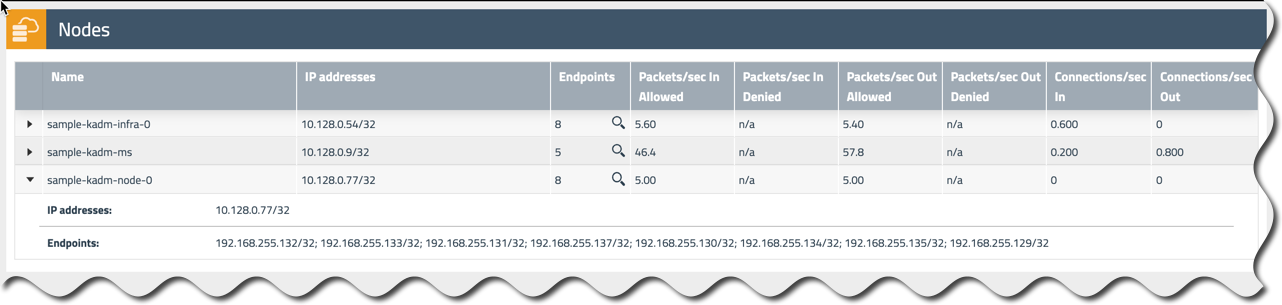 Nodes
Name IP addresses Endpoints Packets/sec In Allowed Packets/sec In Denied Packets/sec Out Allowed Packets/sec Out Denied Connections/sec In Connections/sec Out
sample-kadm-infra-0 10.128.0.54/32 8 5.60 n/a 5.40 n/a 0.600 0
sample-kadm-ms 10.128.0.9/32 5 46.4 n/a 57.8 n/a 0.200 0.800
sample-kadm-node-0 10.128.0.77/32 8 5.00 n/a 5.00 n/a 0 0
IP addresses: 10.128.0.77/32
Endpoints: 192.168.255.132/32; 192.168.255.133/32; 192.168.255.131/32; 192.168.255.137/32; 192.168.255.130/32; 192.168.255.134/32; 192.168.255.135/32; 192.168.255.129/32